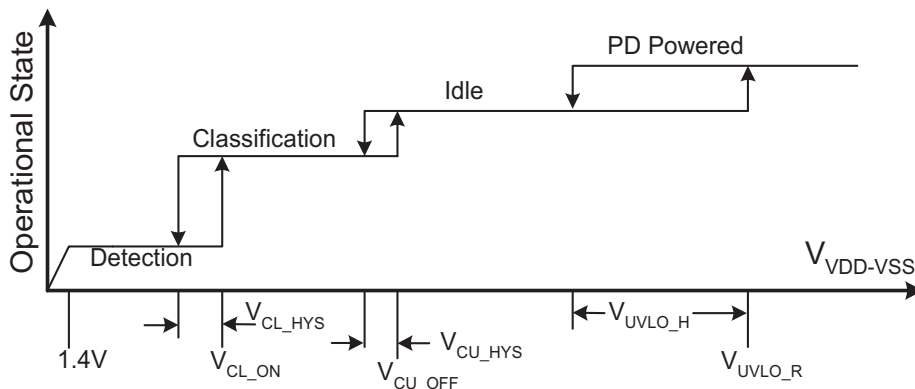 Operational State
PD Powered
Idle
Classification
Detection
V_VDD-VSS
V_CL_HYS
V_UVLO_H
V_CU_HYS
1.4V
V_CL_ON
V_CU_OFF
V_UVLO_R